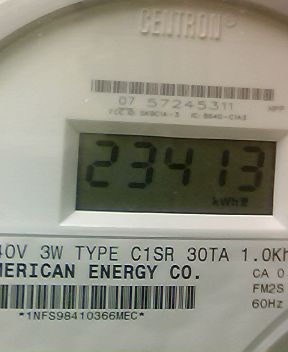 CENTRON
07 57245311
23413
kWh
40V 3W TYPE C1SR 30TA 1.0Kh
MERICAN ENERGY CO.
CA 0.
FM2S
60Hz
*1NFS98410366MEC*